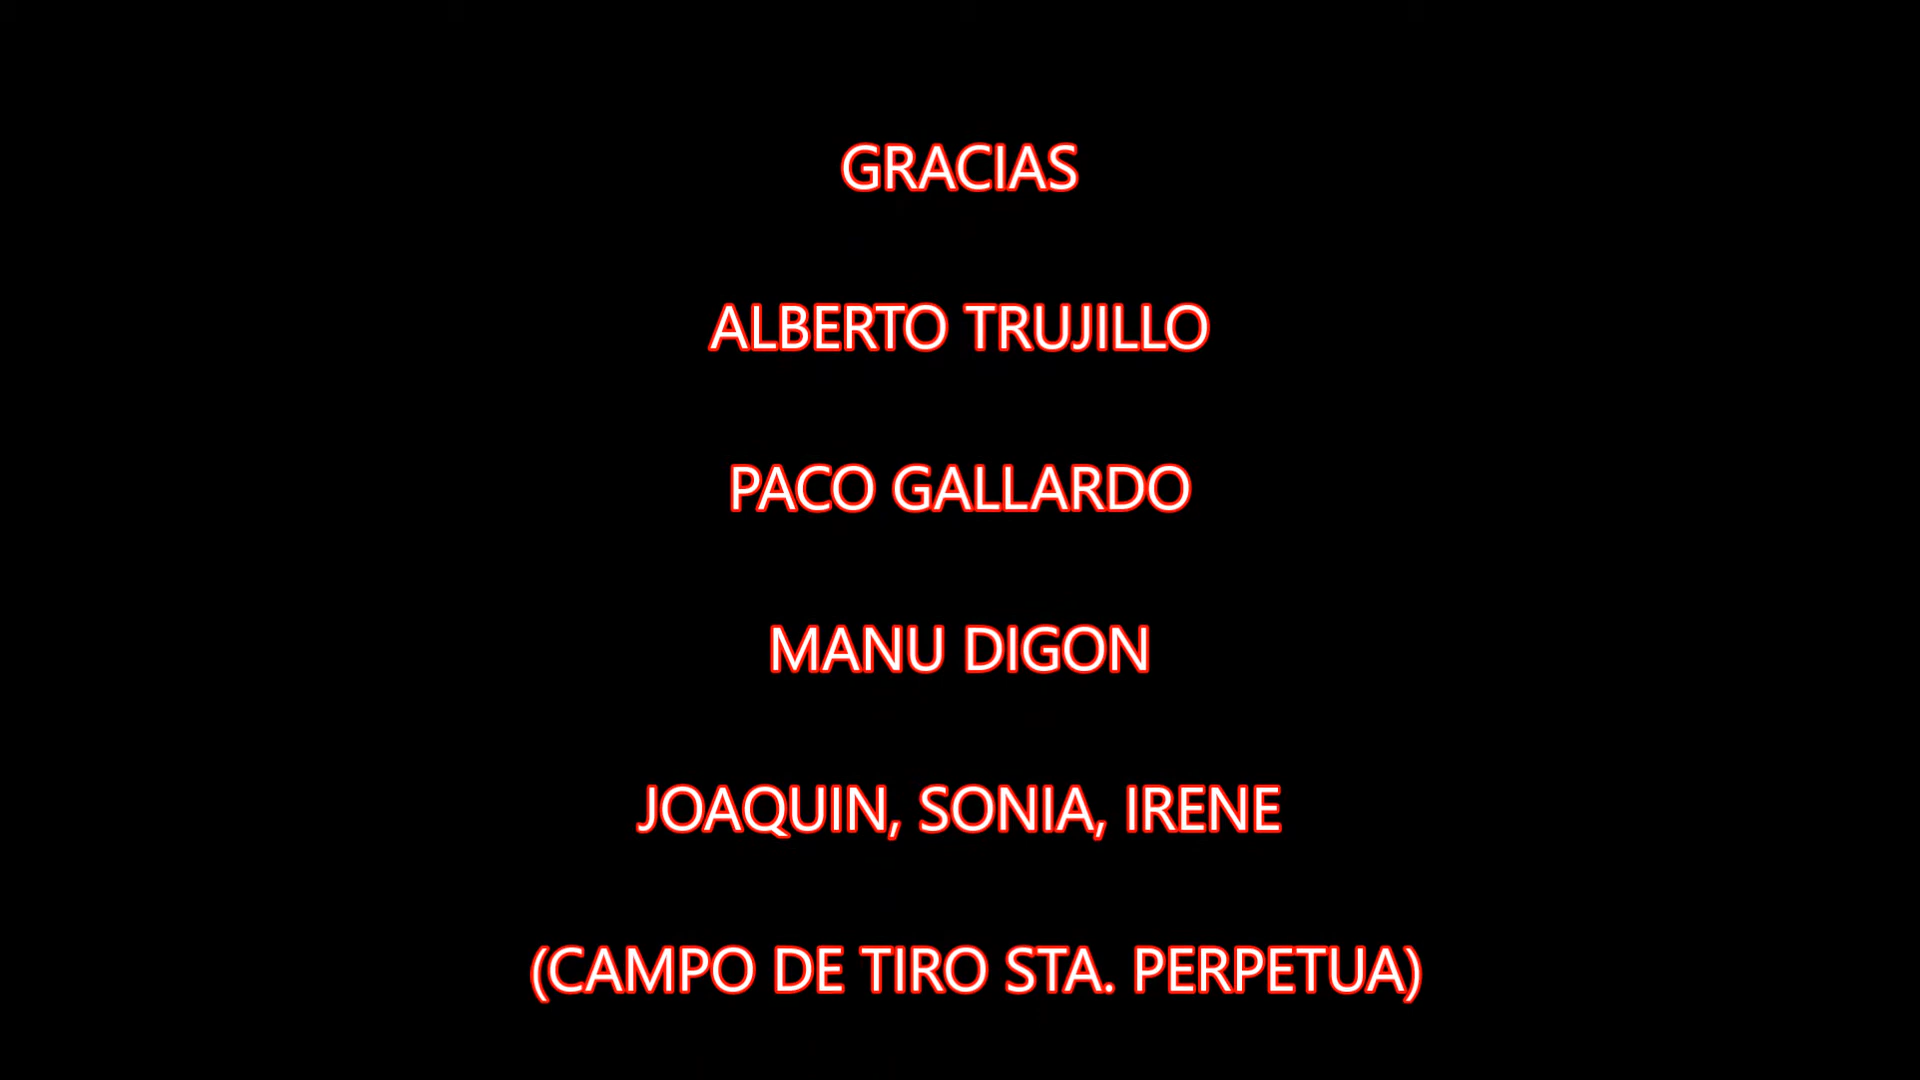 GRACIAS
ALBERTO TRUJILLO
PACO GALLARDO
MANU DIGON
JOAQUIN, SONIA, IRENE
(CAMPO DE TIRO STA. PERPETUA)